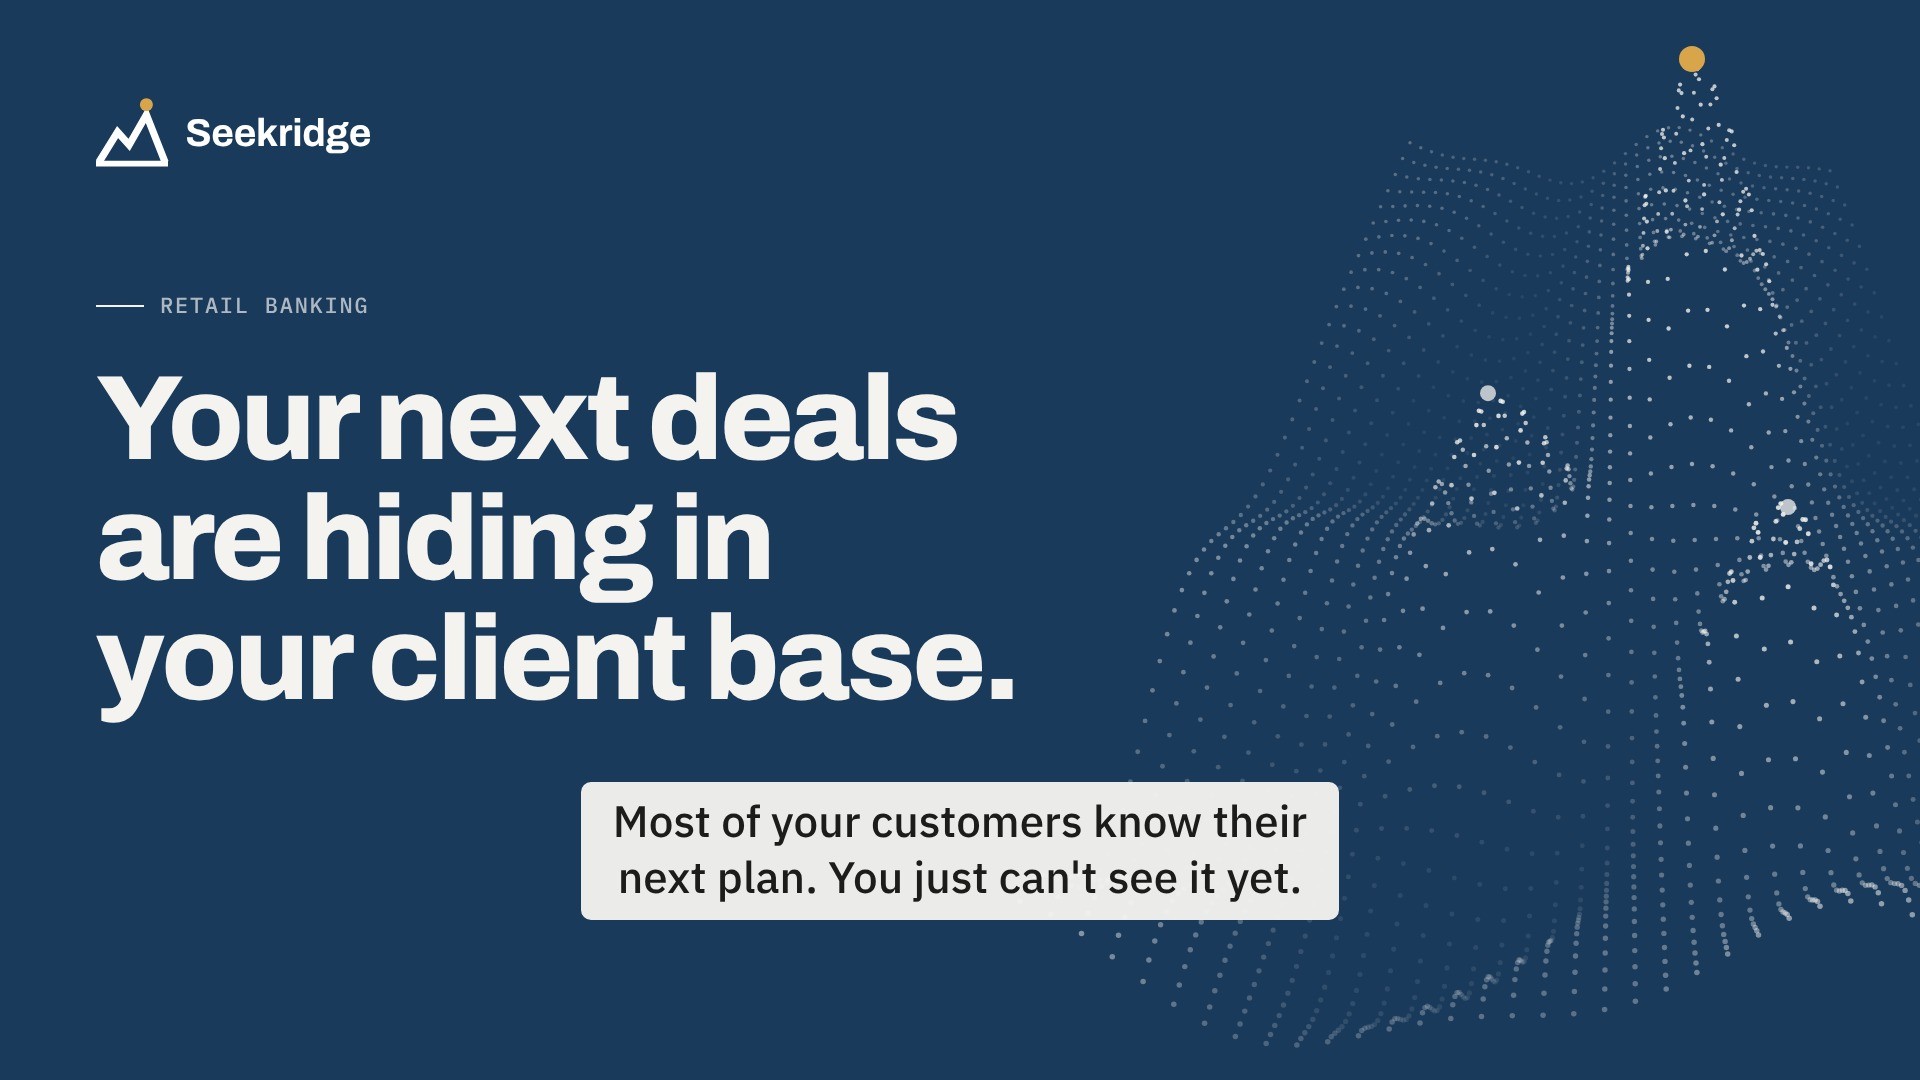 Seekridge
RETAIL BANKING
Your next deals
are hiding in
your client base.
Most of your customers know their
next plan. You just can't see it yet.